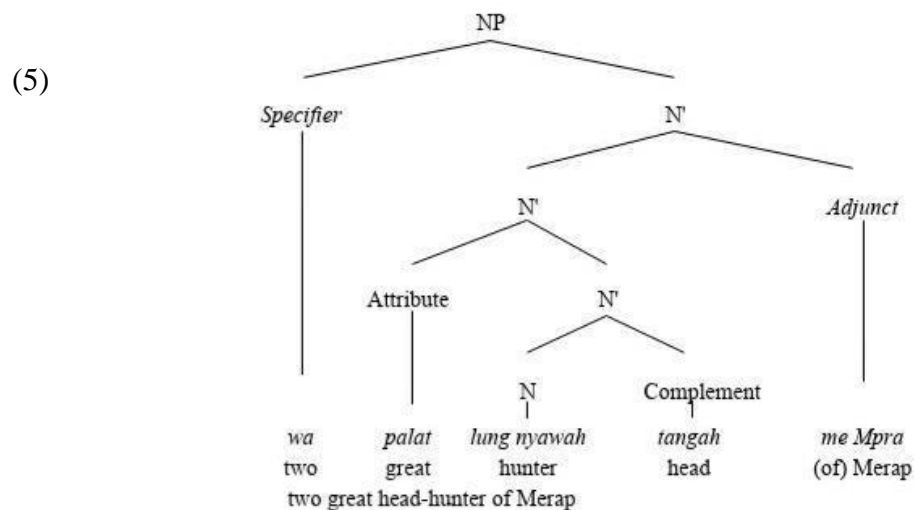 NP
(5)
Specifier N'
N' Adjunct
Attribute N'
N Complement
wa palat lung nyawah tangah me Mpra
two great hunter head (of) Merap
two great head-hunter of Merap